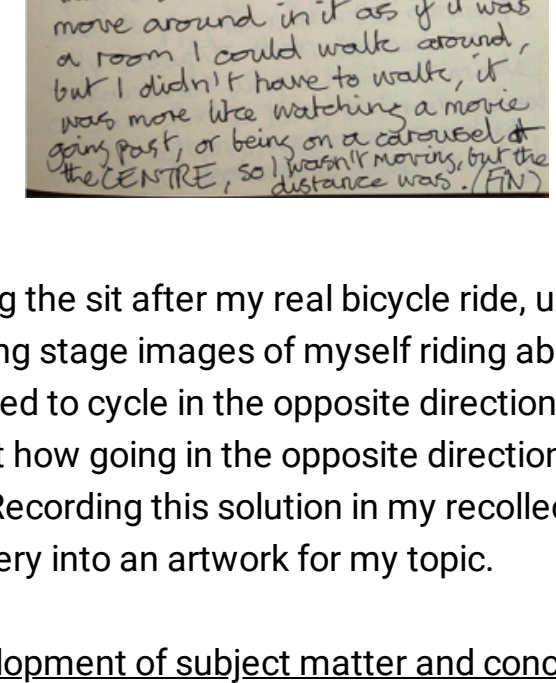 move around in it as if it was
a room I could walk around,
but I didn't have to walk, it
was more like watching a movie
going past, or being on a carousel at
the CENTRE, so I wasn't moving, but the
distance was. (FIN)
g the sit after my real bicycle ride, u
ng stage images of myself riding ab
ed to cycle in the opposite direction
t how going in the opposite direction
Recording this solution in my recollec
ery into an artwork for my topic.
lopment of subject matter and conc